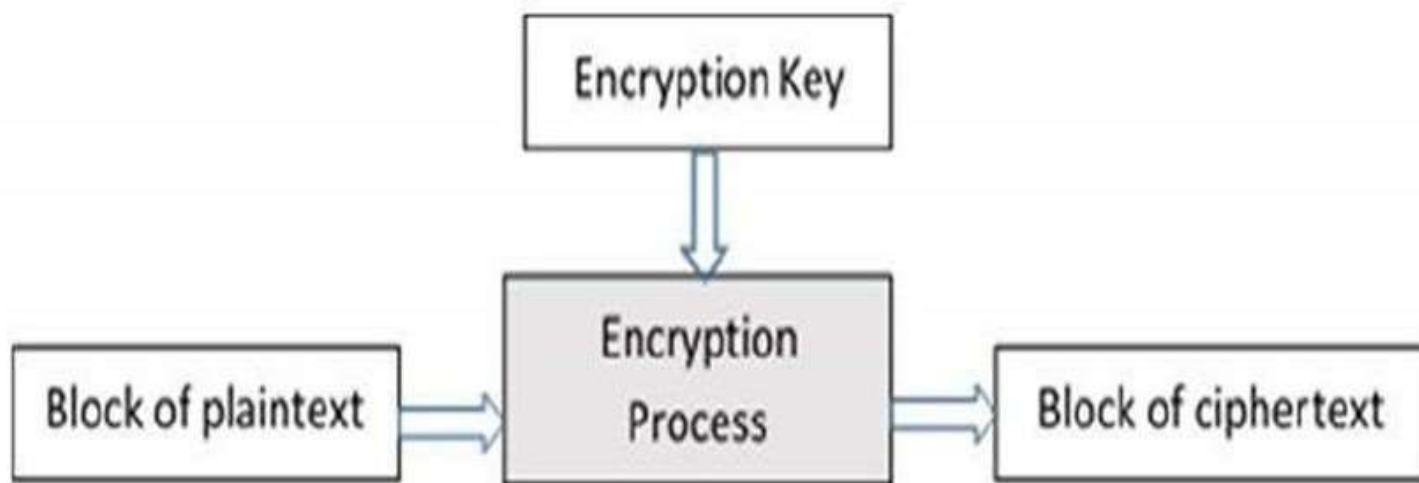 Encryption Key
Encryption
Process
Block of plaintext
Block of ciphertext